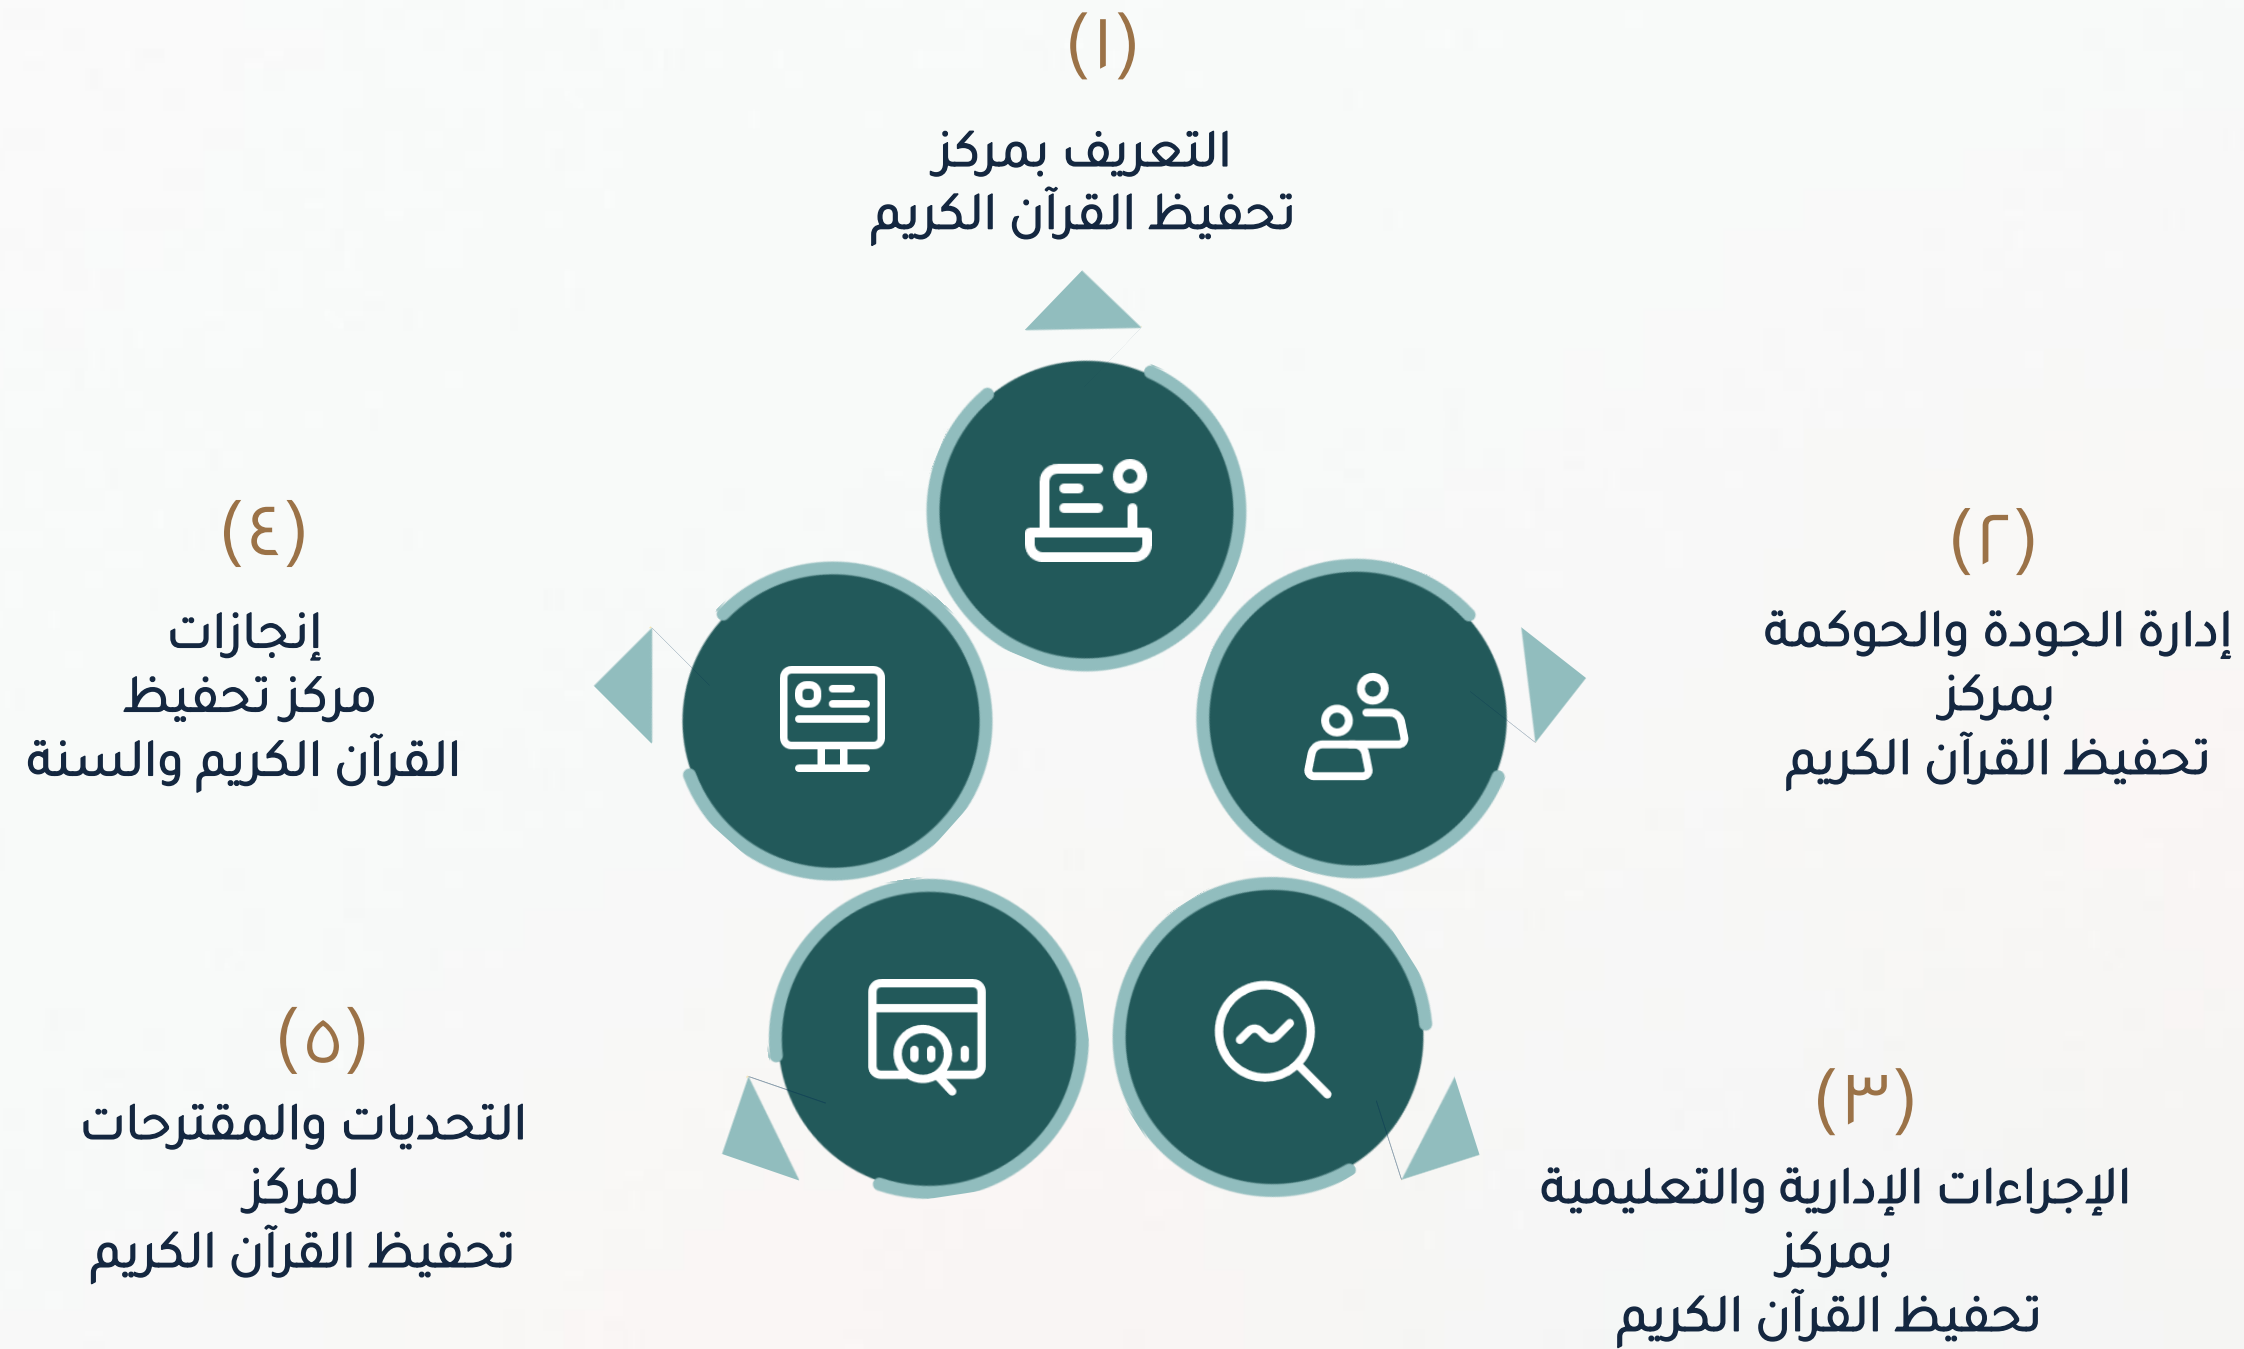 (١)
التعريف بمركز
تحفيظ القرآن الكريم
(٢)
إدارة الجودة والحوكمة
بمركز
تحفيظ القرآن الكريم
(٣)
الإجراءات الإدارية والتعليمية
بمركز
تحفيظ القرآن الكريم
(٤)
إنجازات
مركز تحفيظ
القرآن الكريم والسنة
(٥)
التحديات والمقترحات
لمركز
تحفيظ القرآن الكريم